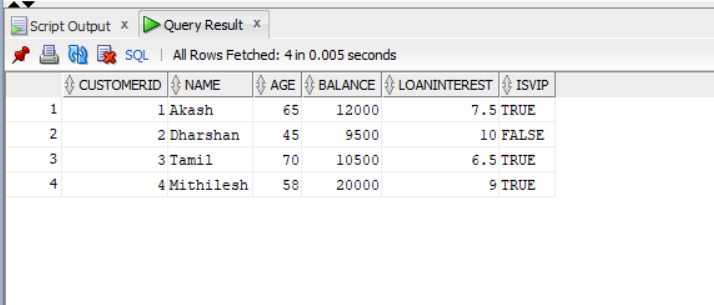 Script Output x Query Result x
SQL | All Rows Fetched: 4 in 0.005 seconds
CUSTOMERID NAME AGE BALANCE LOANINTEREST ISVIP
1 1 Akash 65 12000 7.5 TRUE
2 2 Dharshan 45 9500 10 FALSE
3 3 Tamil 70 10500 6.5 TRUE
4 4 Mithilesh 58 20000 9 TRUE